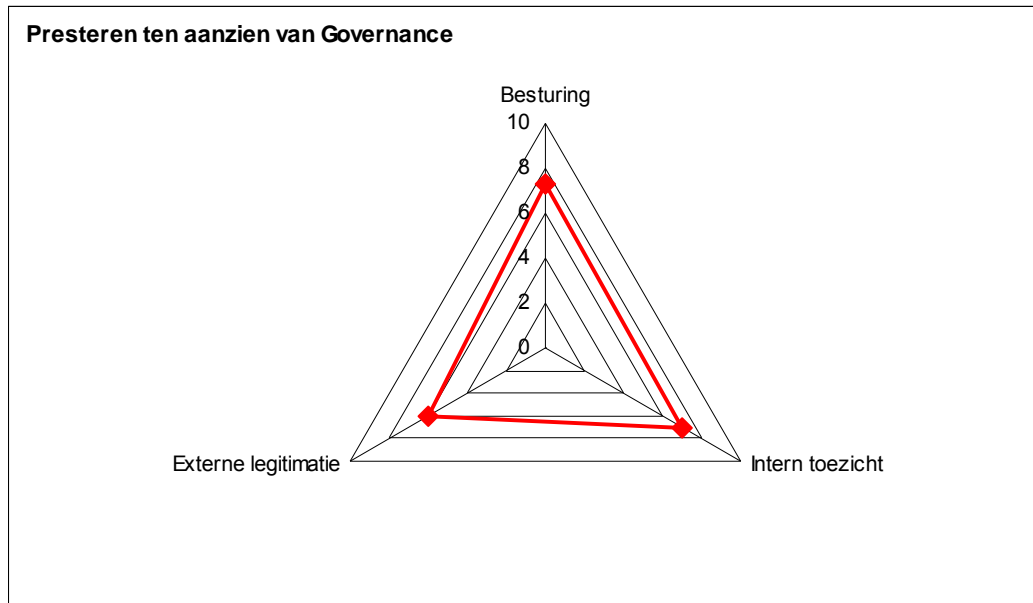 Presteren ten aanzien van Governance
Besturing
10
8
6
4
2
0
Externe legitimatie
Intern toezicht